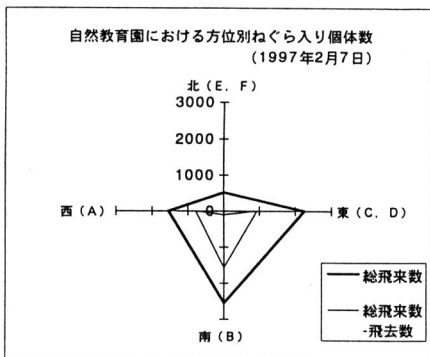 自然教育園における方位別ねぐら入り個体数
(1997年2月7日)
北(E, F)
3000
2000
1000
0
西(A)
東(C, D)
南(B)
総飛来数
総飛来数
-飛去数